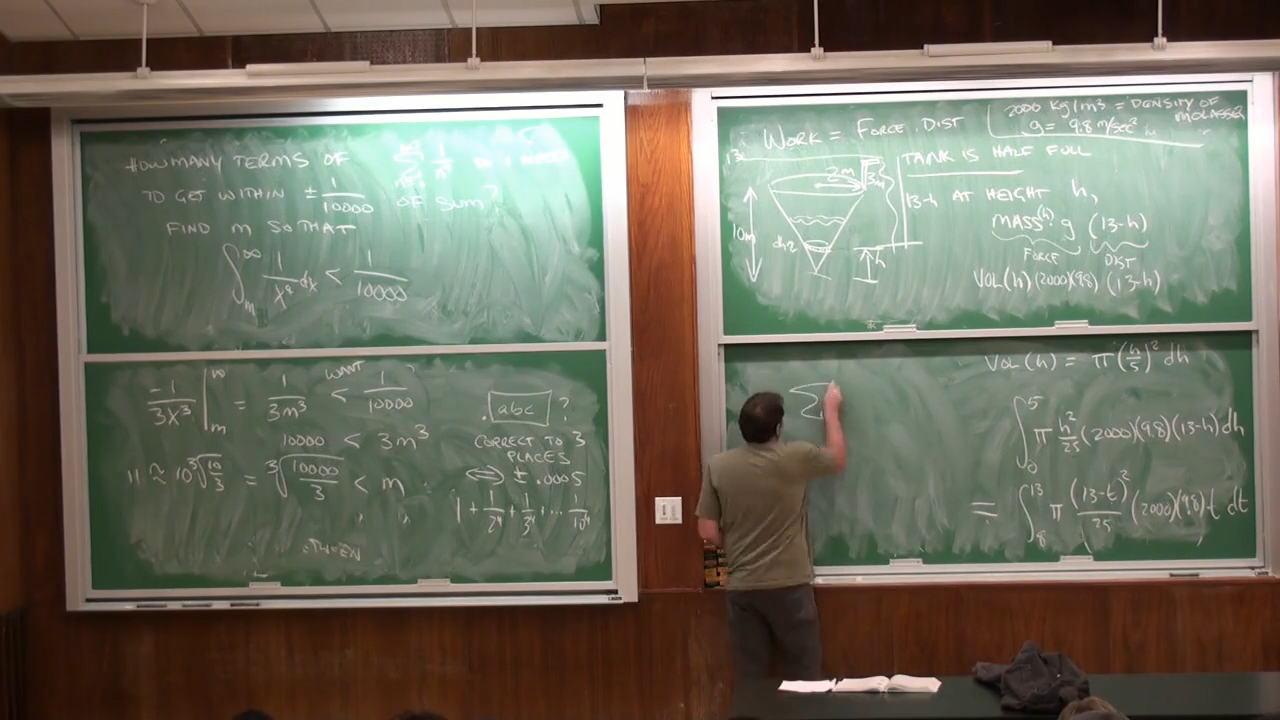 HOW MANY TERMS OF Σ 1/n⁴
TO GET WITHIN ± 1/10000 OF SUM?
FIND M SO THAT
∫_m^∞ 1/x⁴ dx < 1/10000
-1/3x³ |_m^∞ = 1/3m³ < 1/10000
WANT ?
10000 < 3m³
11 ≈ 10 ∛(10/3) = ∛(10000/3) < m
. abc ?
CORRECT TO 3
PLACES
⟺ ± .0005
1 + 1/2⁴ + 1/3⁴ + ... 1/10⁴
WORK = FORCE · DIST
2000 Kg/m³ = DENSITY OF
MOLASSES
g = 9.8 m/sec²
TANK IS HALF FULL
13
2m
3m
10m
dh
h
13-h
AT HEIGHT h,
MASS(h) · g (13-h)
FORCE DIST
VOL(h)(2000)(9.8)(13-h)
VOL(h) = π(h/5)² dh
∫_0^5 π h²/25 (2000)(9.8)(13-h)dh
= ∫_8^13 π (13-t)²/25 (2000)(9.8) t dt
Σ